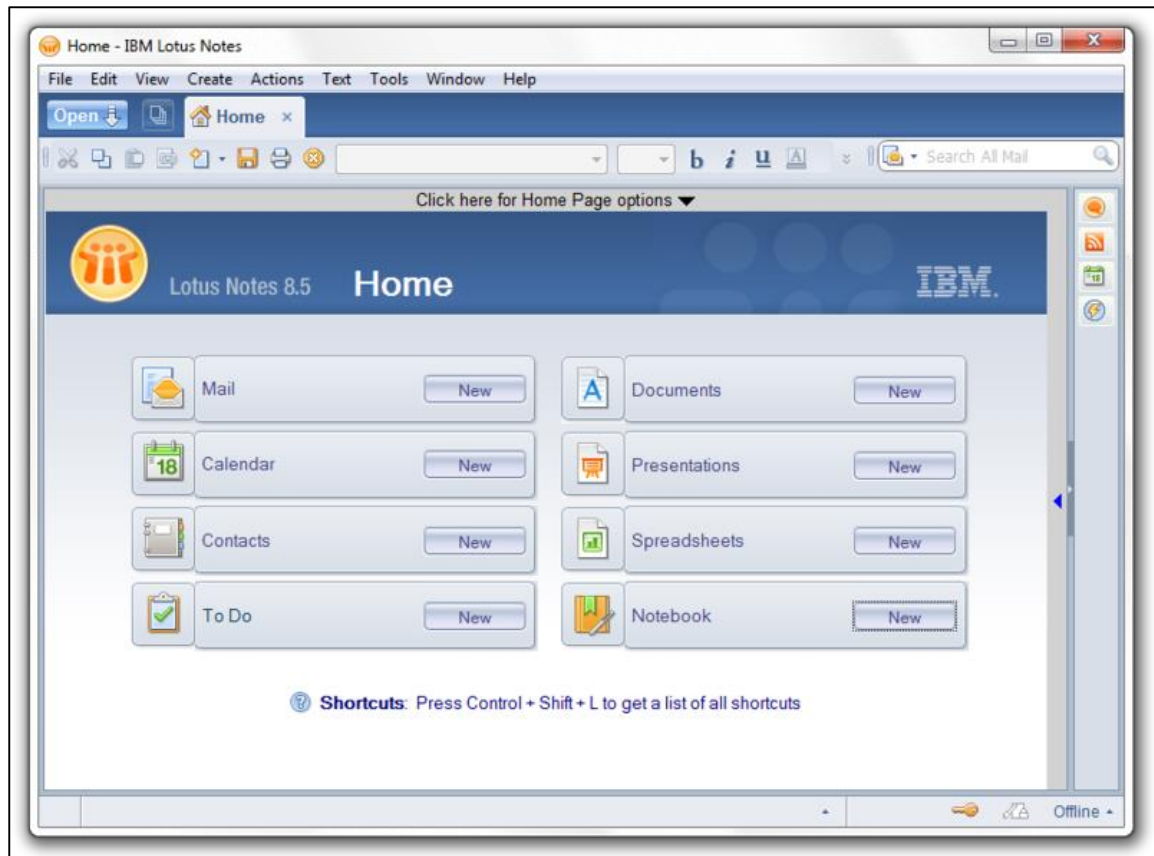 Home - IBM Lotus Notes
File Edit View Create Actions Text Tools Window Help
Open Home
b i u A Search All Mail
Click here for Home Page options
Lotus Notes 8.5 Home IBM.
Mail New Documents New
18 Calendar New Presentations New
Contacts New Spreadsheets New
To Do New Notebook New
Shortcuts: Press Control + Shift + L to get a list of all shortcuts
Offline